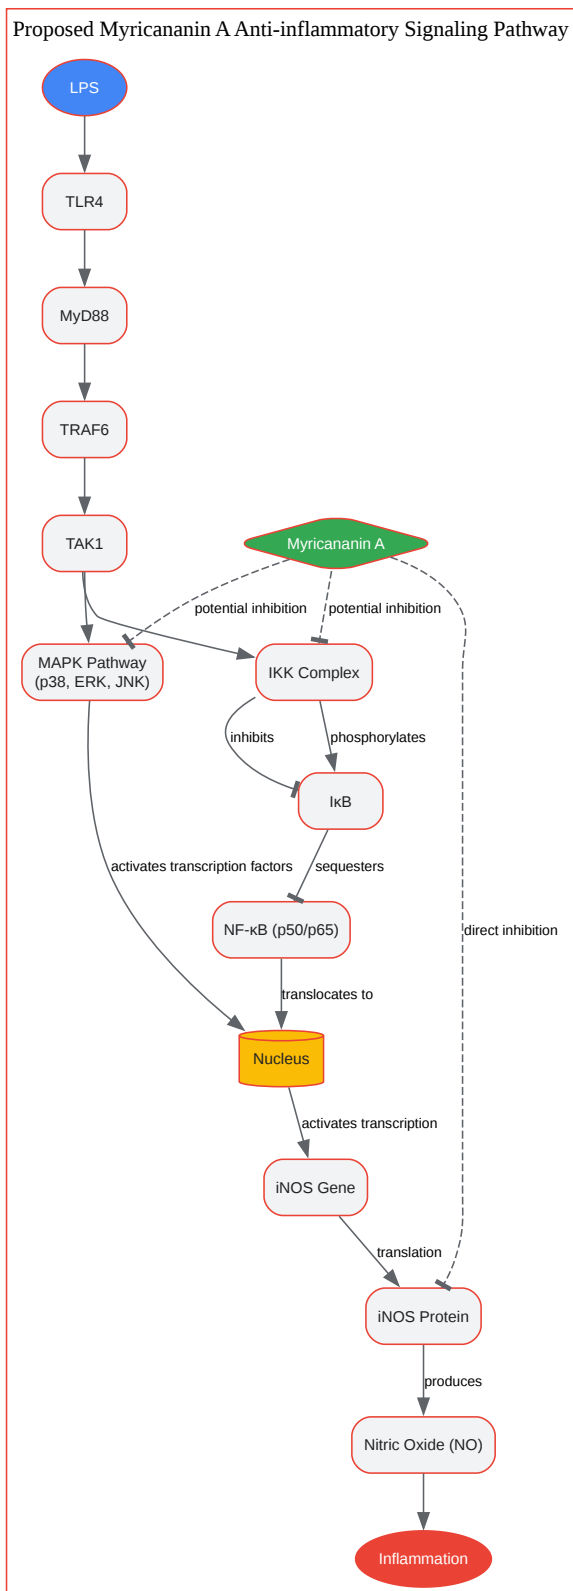 Proposed Myricananin A Anti-inflammatory Signaling Pathway
LPS
TLR4
MyD88
TRAF6
TAK1
Myricananin A
potential inhibition
potential inhibition
MAPK Pathway
(p38, ERK, JNK)
IKK Complex
inhibits
phosphorylates
IκB
activates transcription factors
sequesters
NF-κB (p50/p65)
direct inhibition
translocates to
Nucleus
activates transcription
iNOS Gene
translation
iNOS Protein
produces
Nitric Oxide (NO)
Inflammation